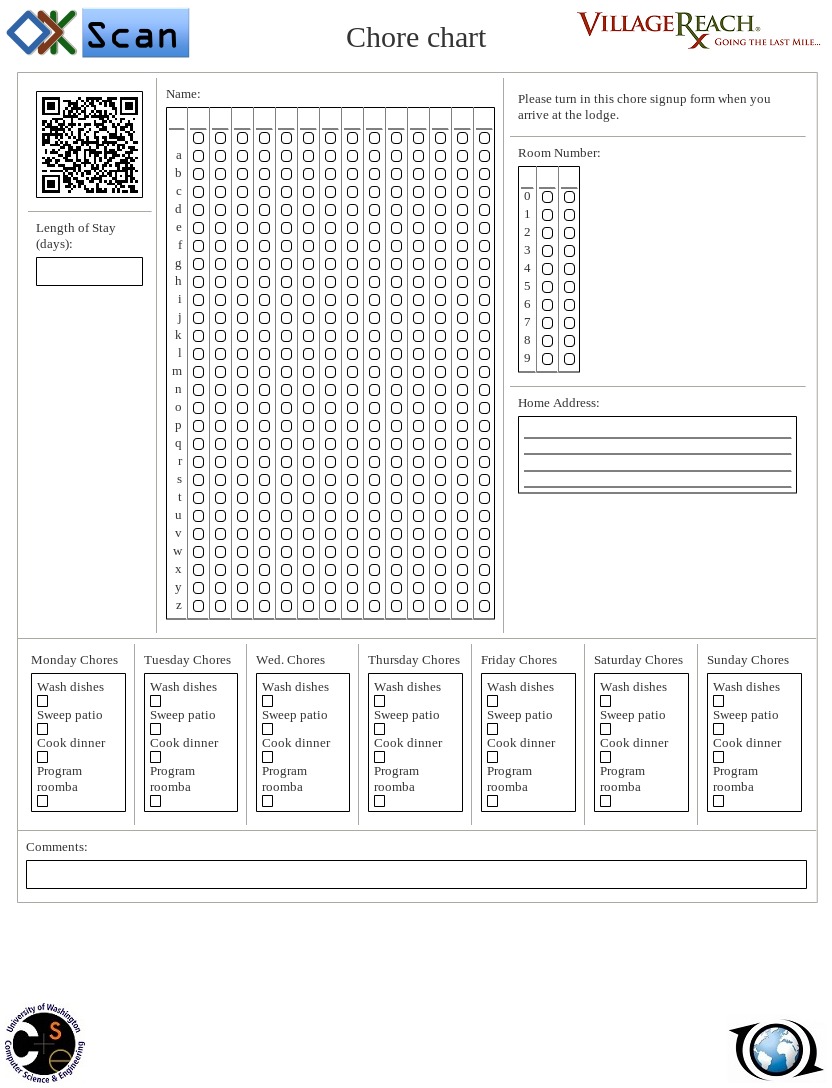 Scan
Chore chart
VILLAGEREACH®
GOING THE LAST MILE...
Length of Stay
(days):
Name:
a
b
c
d
e
f
g
h
i
j
k
l
m
n
o
p
q
r
s
t
u
v
w
x
y
z
Please turn in this chore signup form when you
arrive at the lodge.
Room Number:
0
1
2
3
4
5
6
7
8
9
Home Address:
Monday Chores
Wash dishes
Sweep patio
Cook dinner
Program
roomba
Tuesday Chores
Wash dishes
Sweep patio
Cook dinner
Program
roomba
Wed. Chores
Wash dishes
Sweep patio
Cook dinner
Program
roomba
Thursday Chores
Wash dishes
Sweep patio
Cook dinner
Program
roomba
Friday Chores
Wash dishes
Sweep patio
Cook dinner
Program
roomba
Saturday Chores
Wash dishes
Sweep patio
Cook dinner
Program
roomba
Sunday Chores
Wash dishes
Sweep patio
Cook dinner
Program
roomba
Comments:
University of Washington
CSe
Computer Science & Engineering